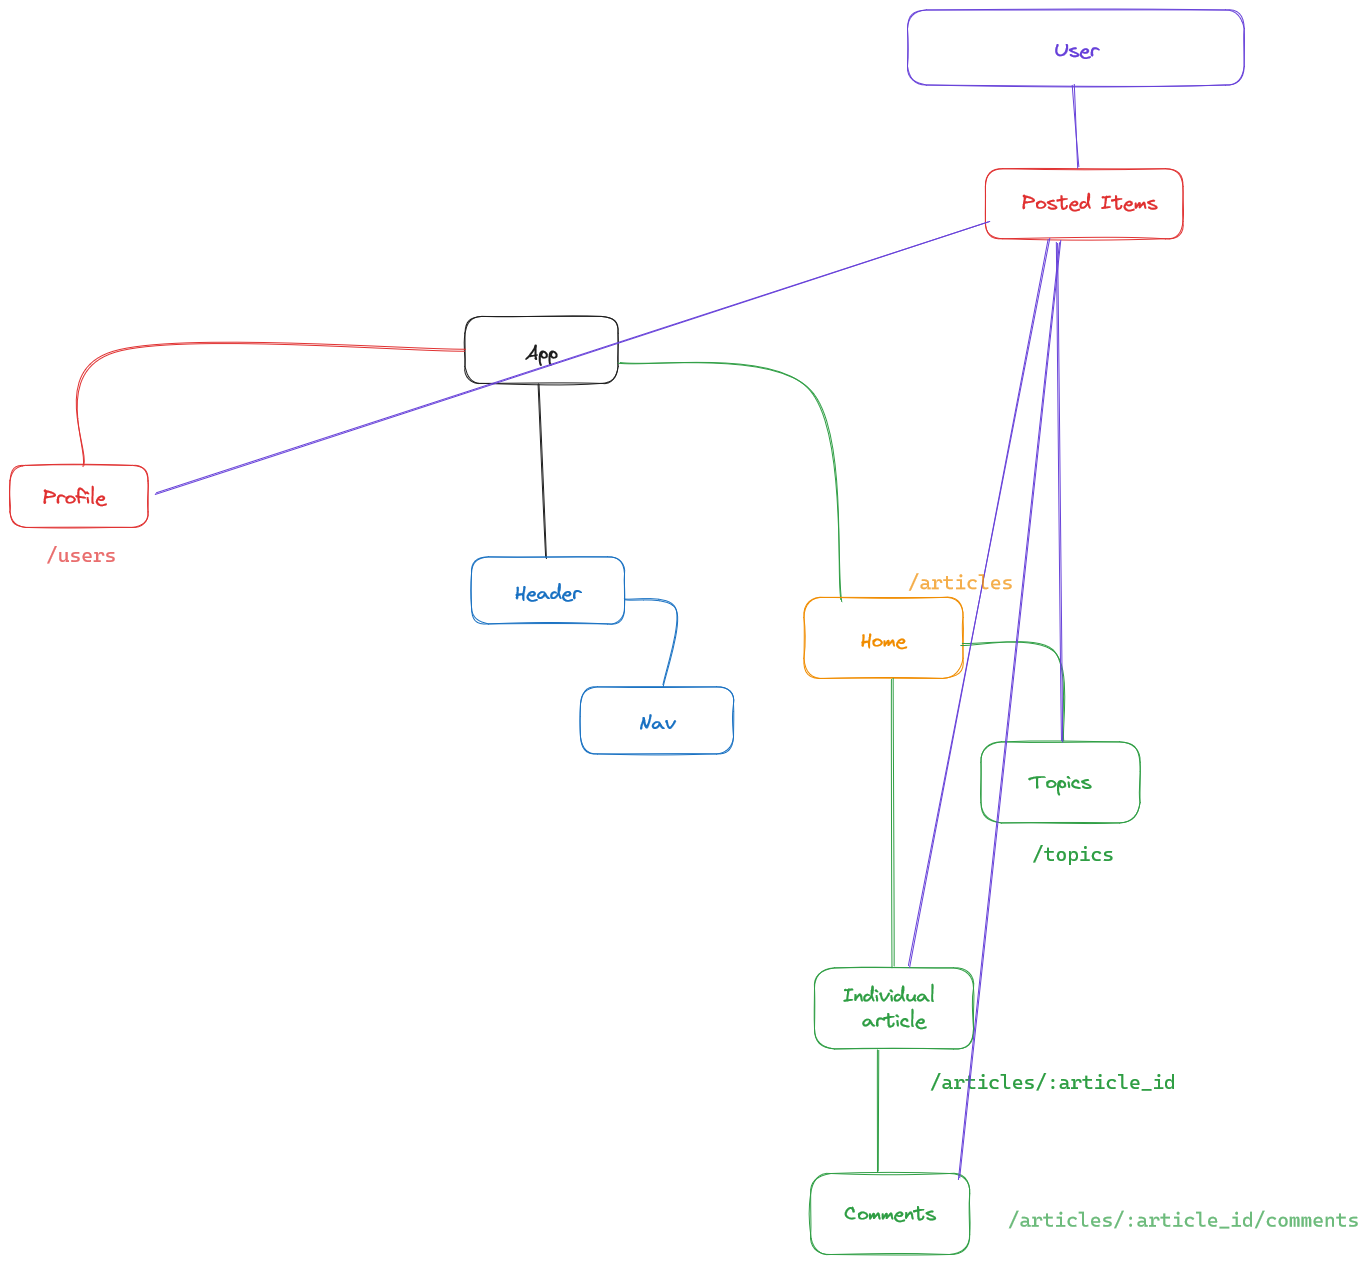 User
Posted Items
App
Profile
/users
Header
/articles
Home
Nav
Topics
/topics
Individual
article
/articles/:article_id
Comments
/articles/:article_id/comments